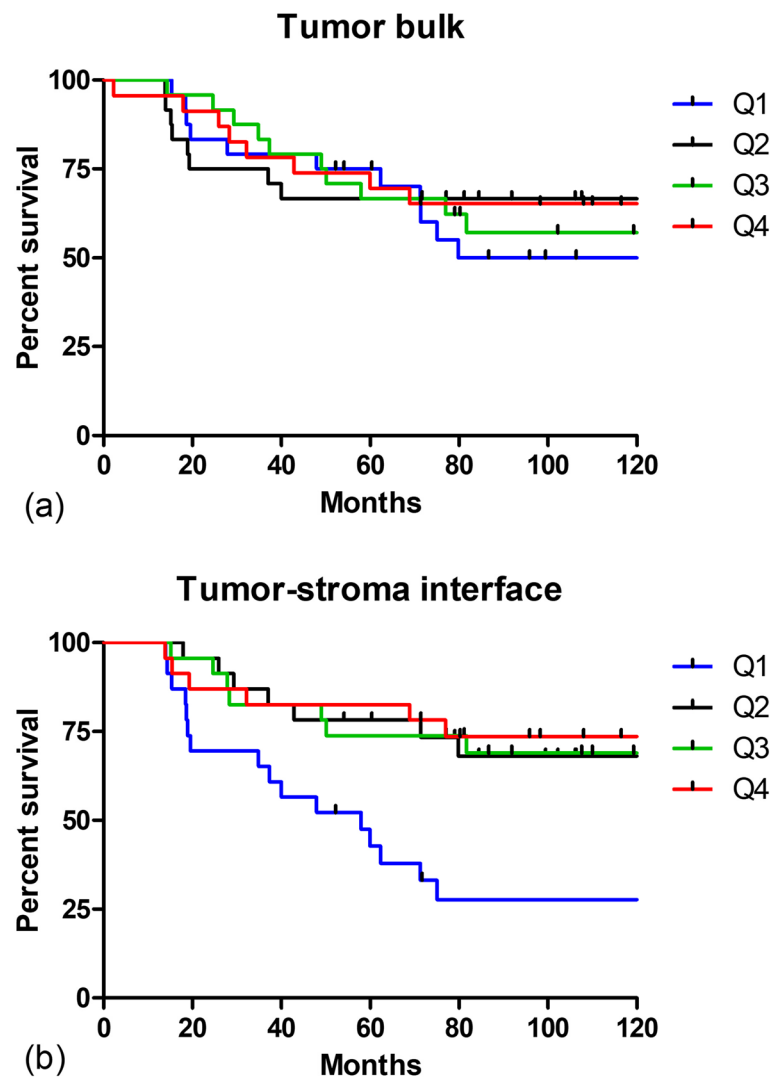 Tumor bulk
100
75
50
25
0
Percent survival
0 20 40 60 80 100 120
Months
Q1
Q2
Q3
Q4
(a)
Tumor-stroma interface
100
75
50
25
0
Percent survival
0 20 40 60 80 100 120
Months
Q1
Q2
Q3
Q4
(b)